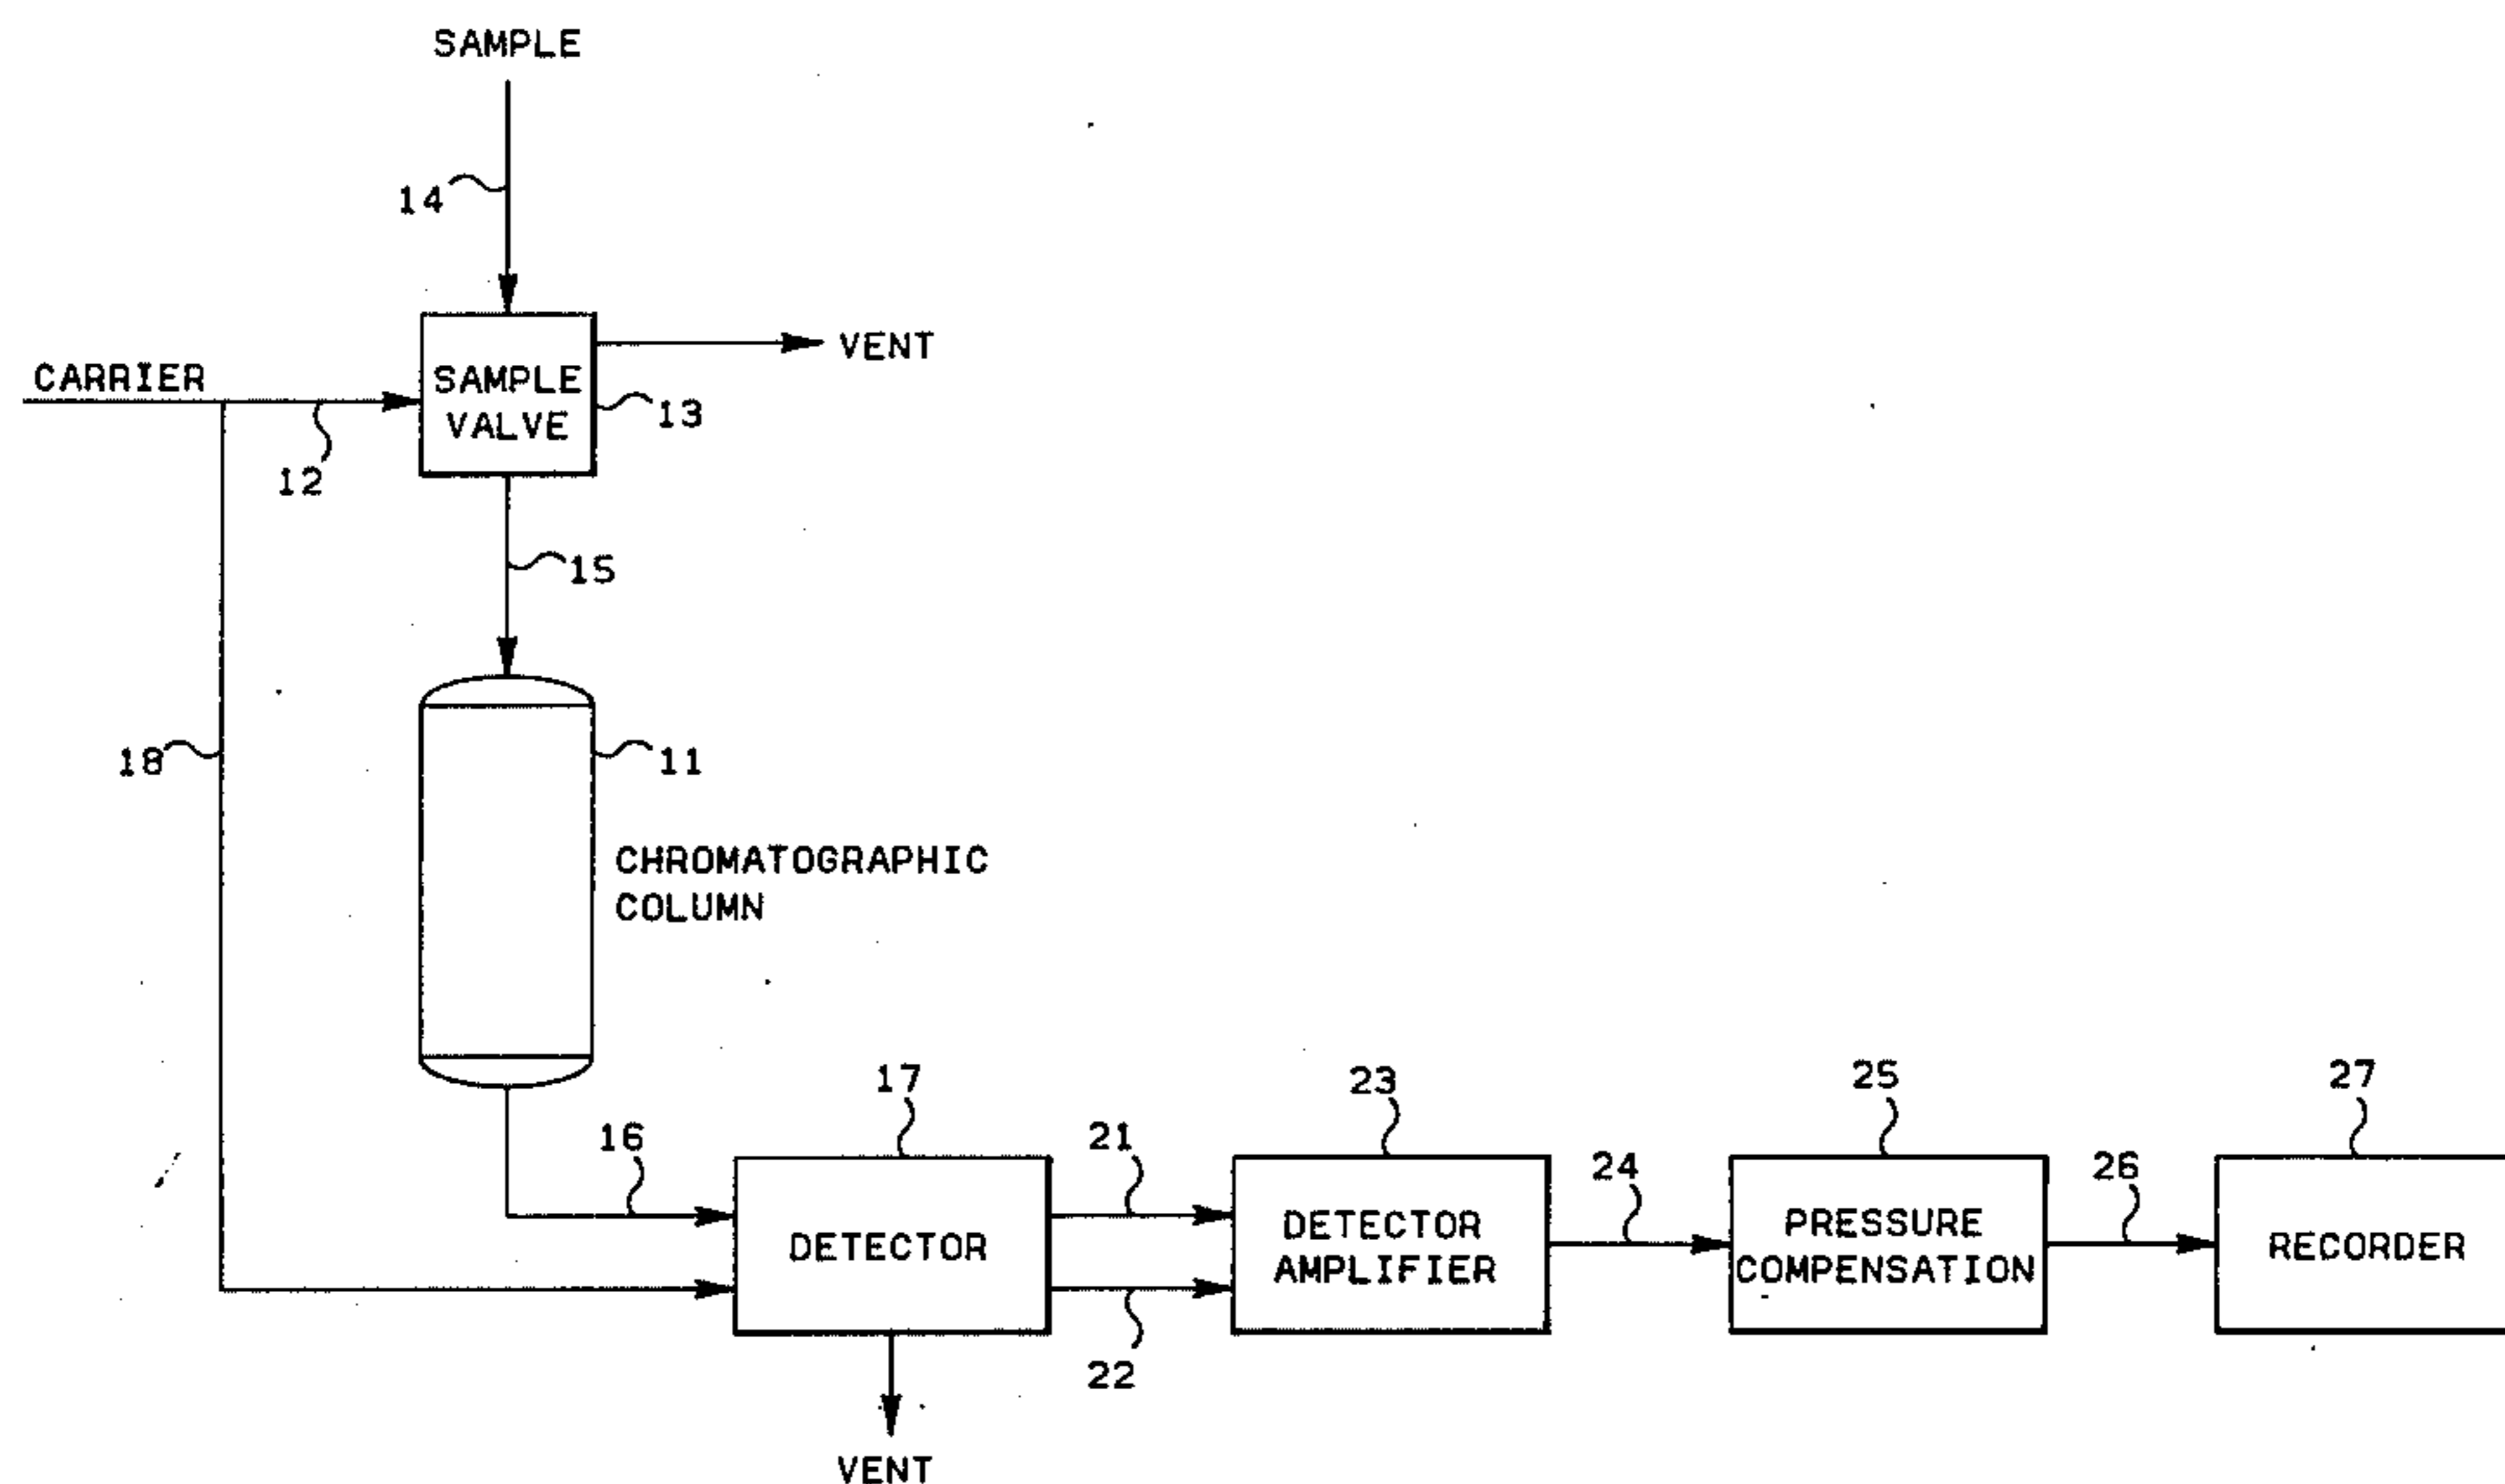 SAMPLE
14
CARRIER
SAMPLE
VALVE
VENT
13
12
15
18
11
CHROMATOGRAPHIC
COLUMN
16
17
21
23
24
25
26
27
DETECTOR
DETECTOR
AMPLIFIER
PRESSURE
COMPENSATION
RECORDER
22
VENT